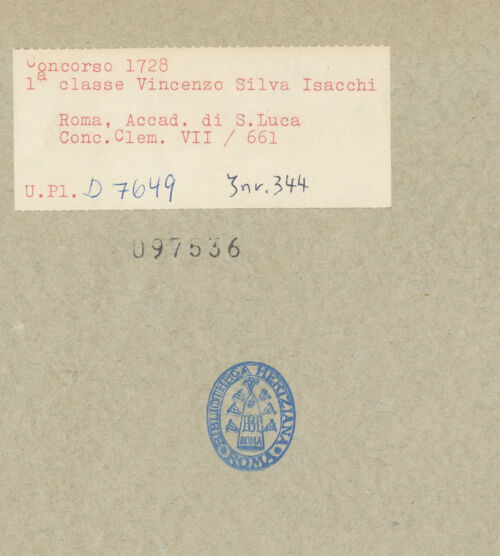 Concorso 1728
1ª classe Vincenzo Silva Isacchi
Roma, Accad. di S.Luca
Conc.Clem. VII / 661
U.Pl. D 7649 Inv.344
097536
BIBLIOTHECA HERTZIANA
BH
ROMA
ROMA